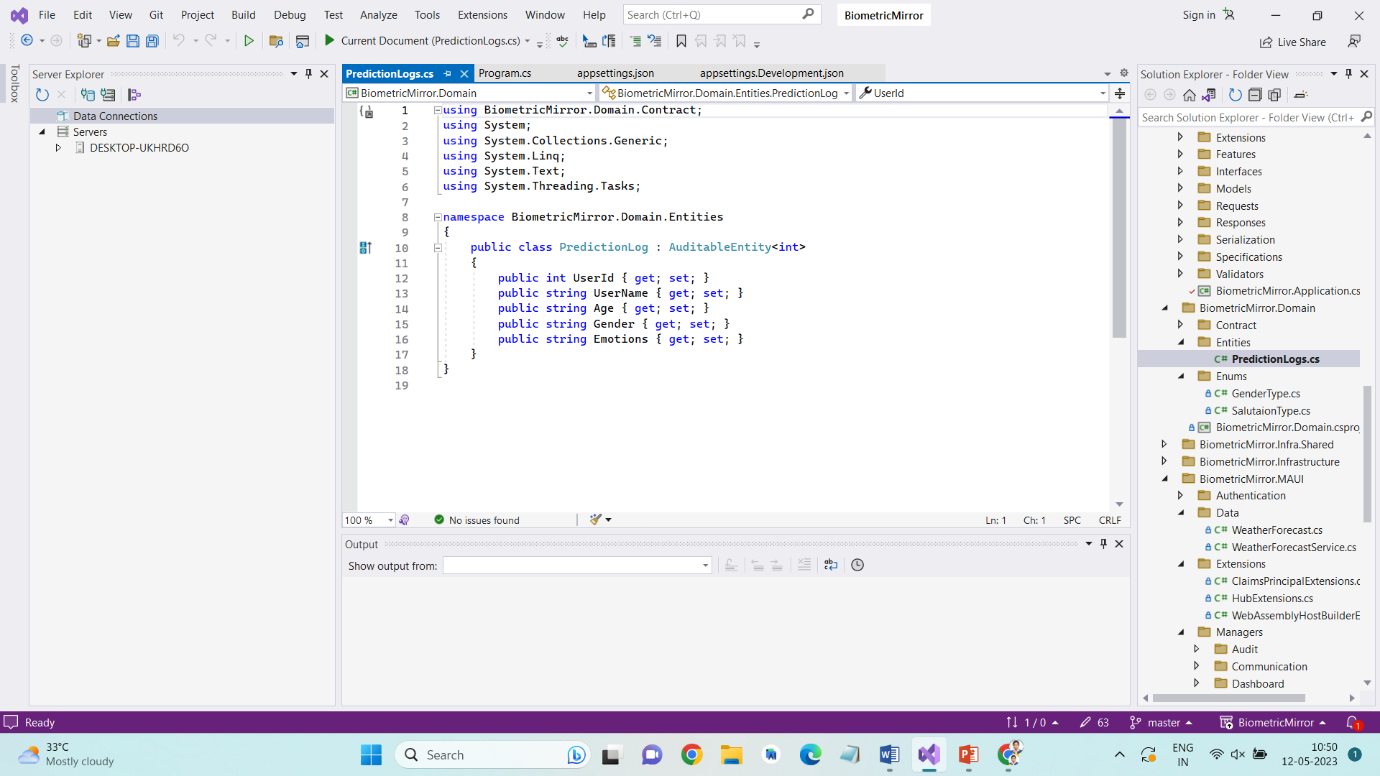 File Edit View Git Project Build Debug Test Analyze Tools Extensions Window Help Search (Ctrl+Q) BiometricMirror Sign in
Current Document (PredictionLogs.cs) Live Share
Toolbox
Server Explorer
Data Connections
Servers
DESKTOP-UKHRD6O
PredictionLogs.cs Program.cs appsettings.json appsettings.Development.json
BiometricMirror.Domain BiometricMirror.Domain.Entities.PredictionLog UserId
1 using BiometricMirror.Domain.Contract;
2 using System;
3 using System.Collections.Generic;
4 using System.Linq;
5 using System.Text;
6 using System.Threading.Tasks;
7
8 namespace BiometricMirror.Domain.Entities
9 {
10 public class PredictionLog : AuditableEntity<int>
11 {
12 public int UserId { get; set; }
13 public string UserName { get; set; }
14 public string Age { get; set; }
15 public string Gender { get; set; }
16 public string Emotions { get; set; }
17 }
18 }
19
100 % No issues found Ln: 1 Ch: 1 SPC CRLF
Output
Show output from:
Solution Explorer - Folder View
Search Solution Explorer - Folder View (Ctrl+
Extensions
Features
Interfaces
Models
Requests
Responses
Serialization
Specifications
Validators
BiometricMirror.Application.cs
BiometricMirror.Domain
Contract
Entities
C# PredictionLogs.cs
Enums
C# GenderType.cs
C# SalutaionType.cs
BiometricMirror.Domain.csproj
BiometricMirror.Infra.Shared
BiometricMirror.Infrastructure
BiometricMirror.MAUI
Authentication
Data
C# WeatherForecast.cs
C# WeatherForecastService.cs
Extensions
C# ClaimsPrincipalExtensions.c
C# HubExtensions.cs
C# WebAssemblyHostBuilderE
Managers
Audit
Communication
Dashboard
Ready 1 / 0 63 master BiometricMirror 1
33°C
Mostly cloudy
Search
ENG
IN
10:50
12-05-2023
1